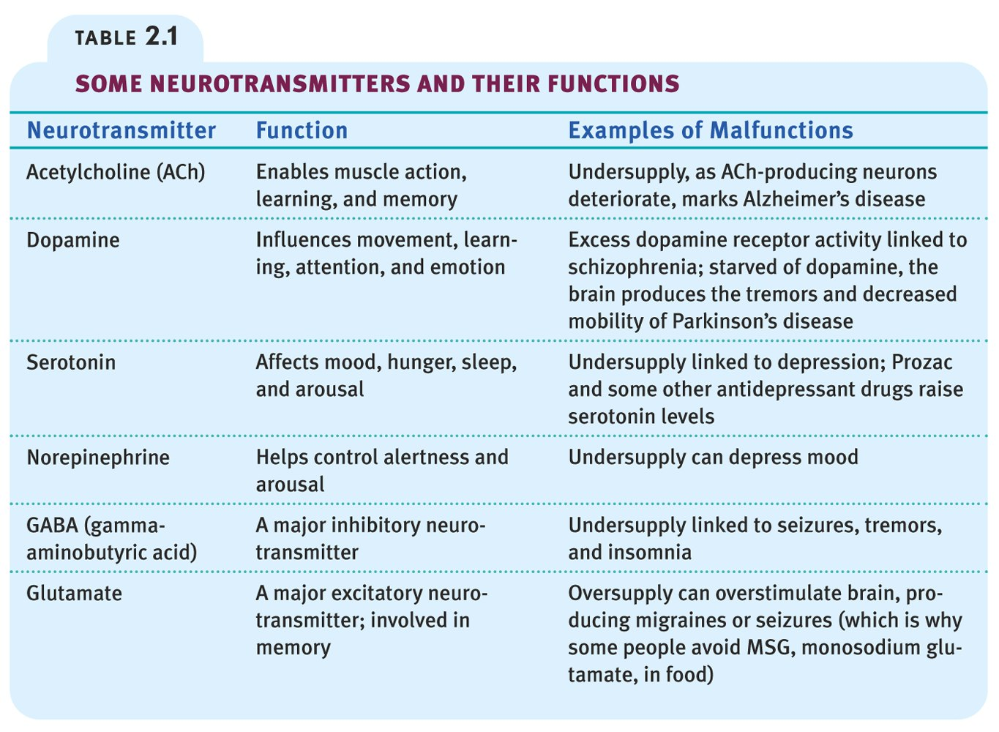 TABLE 2.1
SOME NEUROTRANSMITTERS AND THEIR FUNCTIONS
Neurotransmitter Function Examples of Malfunctions
Acetylcholine (ACh) Enables muscle action, Undersupply, as ACh-producing neurons
learning, and memory deteriorate, marks Alzheimer’s disease
Dopamine Influences movement, learn- Excess dopamine receptor activity linked to
ing, attention, and emotion schizophrenia; starved of dopamine, the
brain produces the tremors and decreased
mobility of Parkinson’s disease
Serotonin Affects mood, hunger, sleep, Undersupply linked to depression; Prozac
and arousal and some other antidepressant drugs raise
serotonin levels
Norepinephrine Helps control alertness and Undersupply can depress mood
arousal
GABA (gamma- A major inhibitory neuro- Undersupply linked to seizures, tremors,
aminobutyric acid) transmitter and insomnia
Glutamate A major excitatory neuro- Oversupply can overstimulate brain, pro-
transmitter; involved in ducing migraines or seizures (which is why
memory some people avoid MSG, monosodium glu-
tamate, in food)